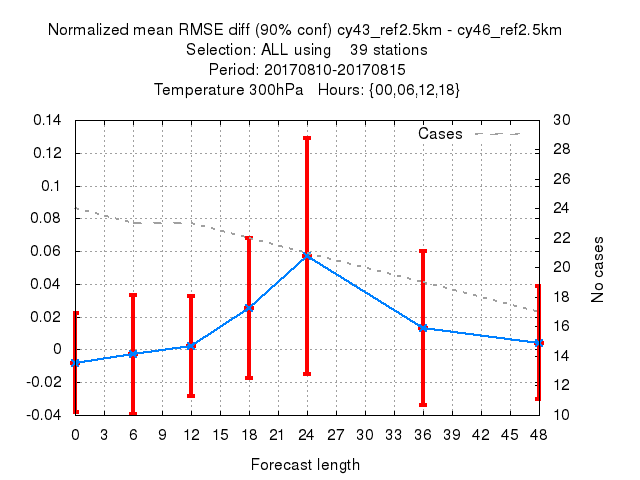 Normalized mean RMSE diff (90% conf) cy43_ref2.5km - cy46_ref2.5km
Selection: ALL using 39 stations
Period: 20170810-20170815
Temperature 300hPa Hours: {00,06,12,18}
0.14
0.12
0.1
0.08
0.06
0.04
0.02
0
-0.02
-0.04
Cases
30
28
26
24
22
20
18
16
14
12
10
No cases
0 3 6 9 12 15 18 21 24 27 30 33 36 39 42 45 48
Forecast length